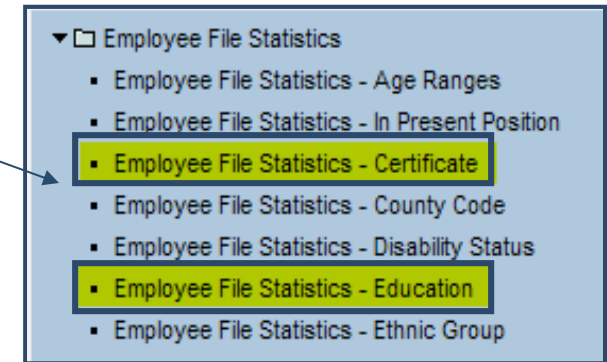 Employee File Statistics
Employee File Statistics - Age Ranges
Employee File Statistics - In Present Position
Employee File Statistics - Certificate
Employee File Statistics - County Code
Employee File Statistics - Disability Status
Employee File Statistics - Education
Employee File Statistics - Ethnic Group